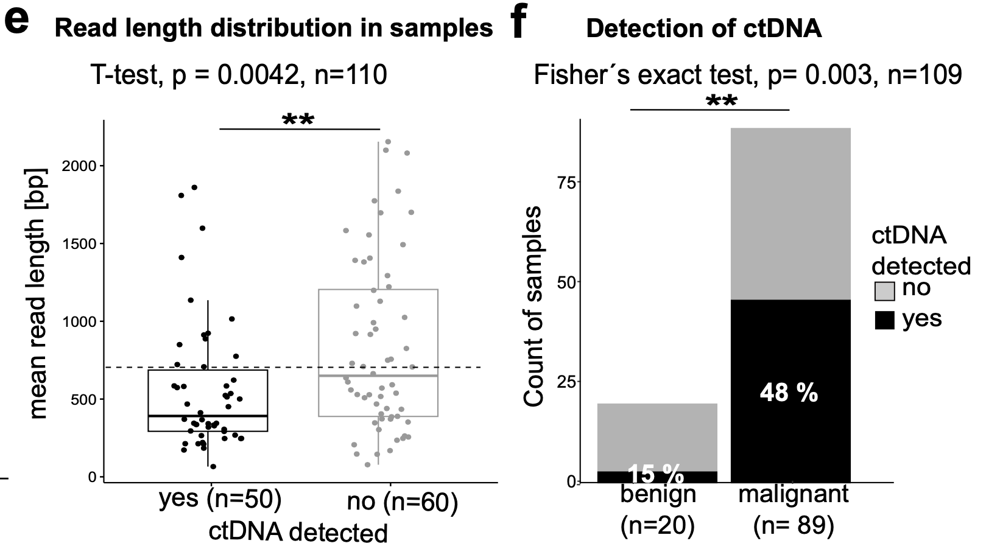 e
Read length distribution in samples
T-test, p = 0.0042, n=110
**
mean read length [bp]
2000
1500
1000
500
0
yes (n=50)
no (n=60)
ctDNA detected
f
Detection of ctDNA
Fisher´s exact test, p= 0.003, n=109
**
Count of samples
75
50
25
0
48 %
15 %
benign
(n=20)
malignant
(n= 89)
ctDNA
detected
no
yes